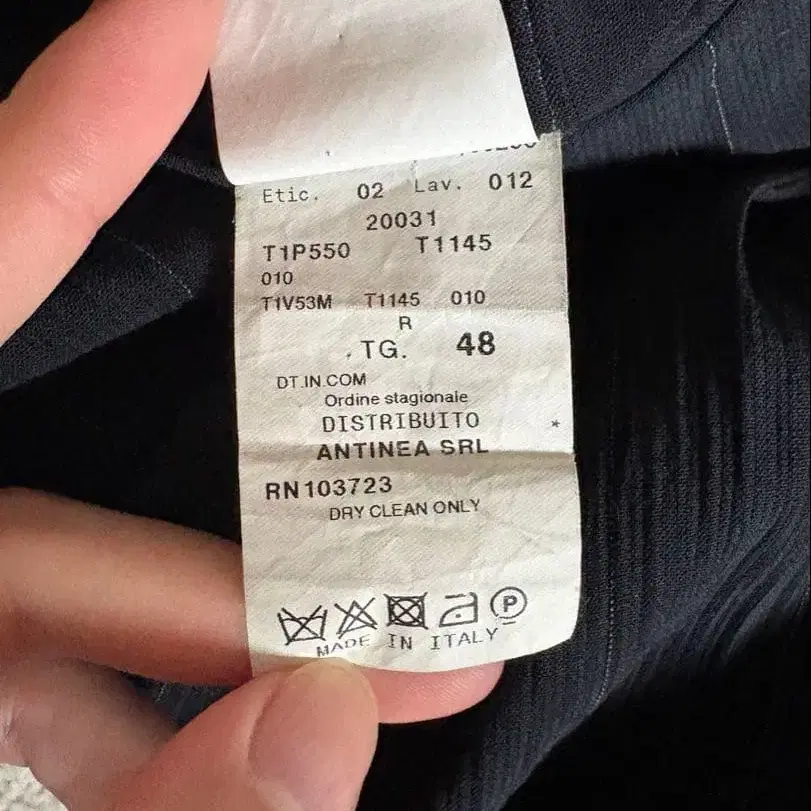 Etic. 02 Lav. 012
20031
T1P550 T1145
010
T1V53M T1145 010
R
TG. 48
DT.IN.COM
Ordine stagionale
DISTRIBUITO *
ANTINEA SRL
RN103723
DRY CLEAN ONLY
P
MADE IN ITALY